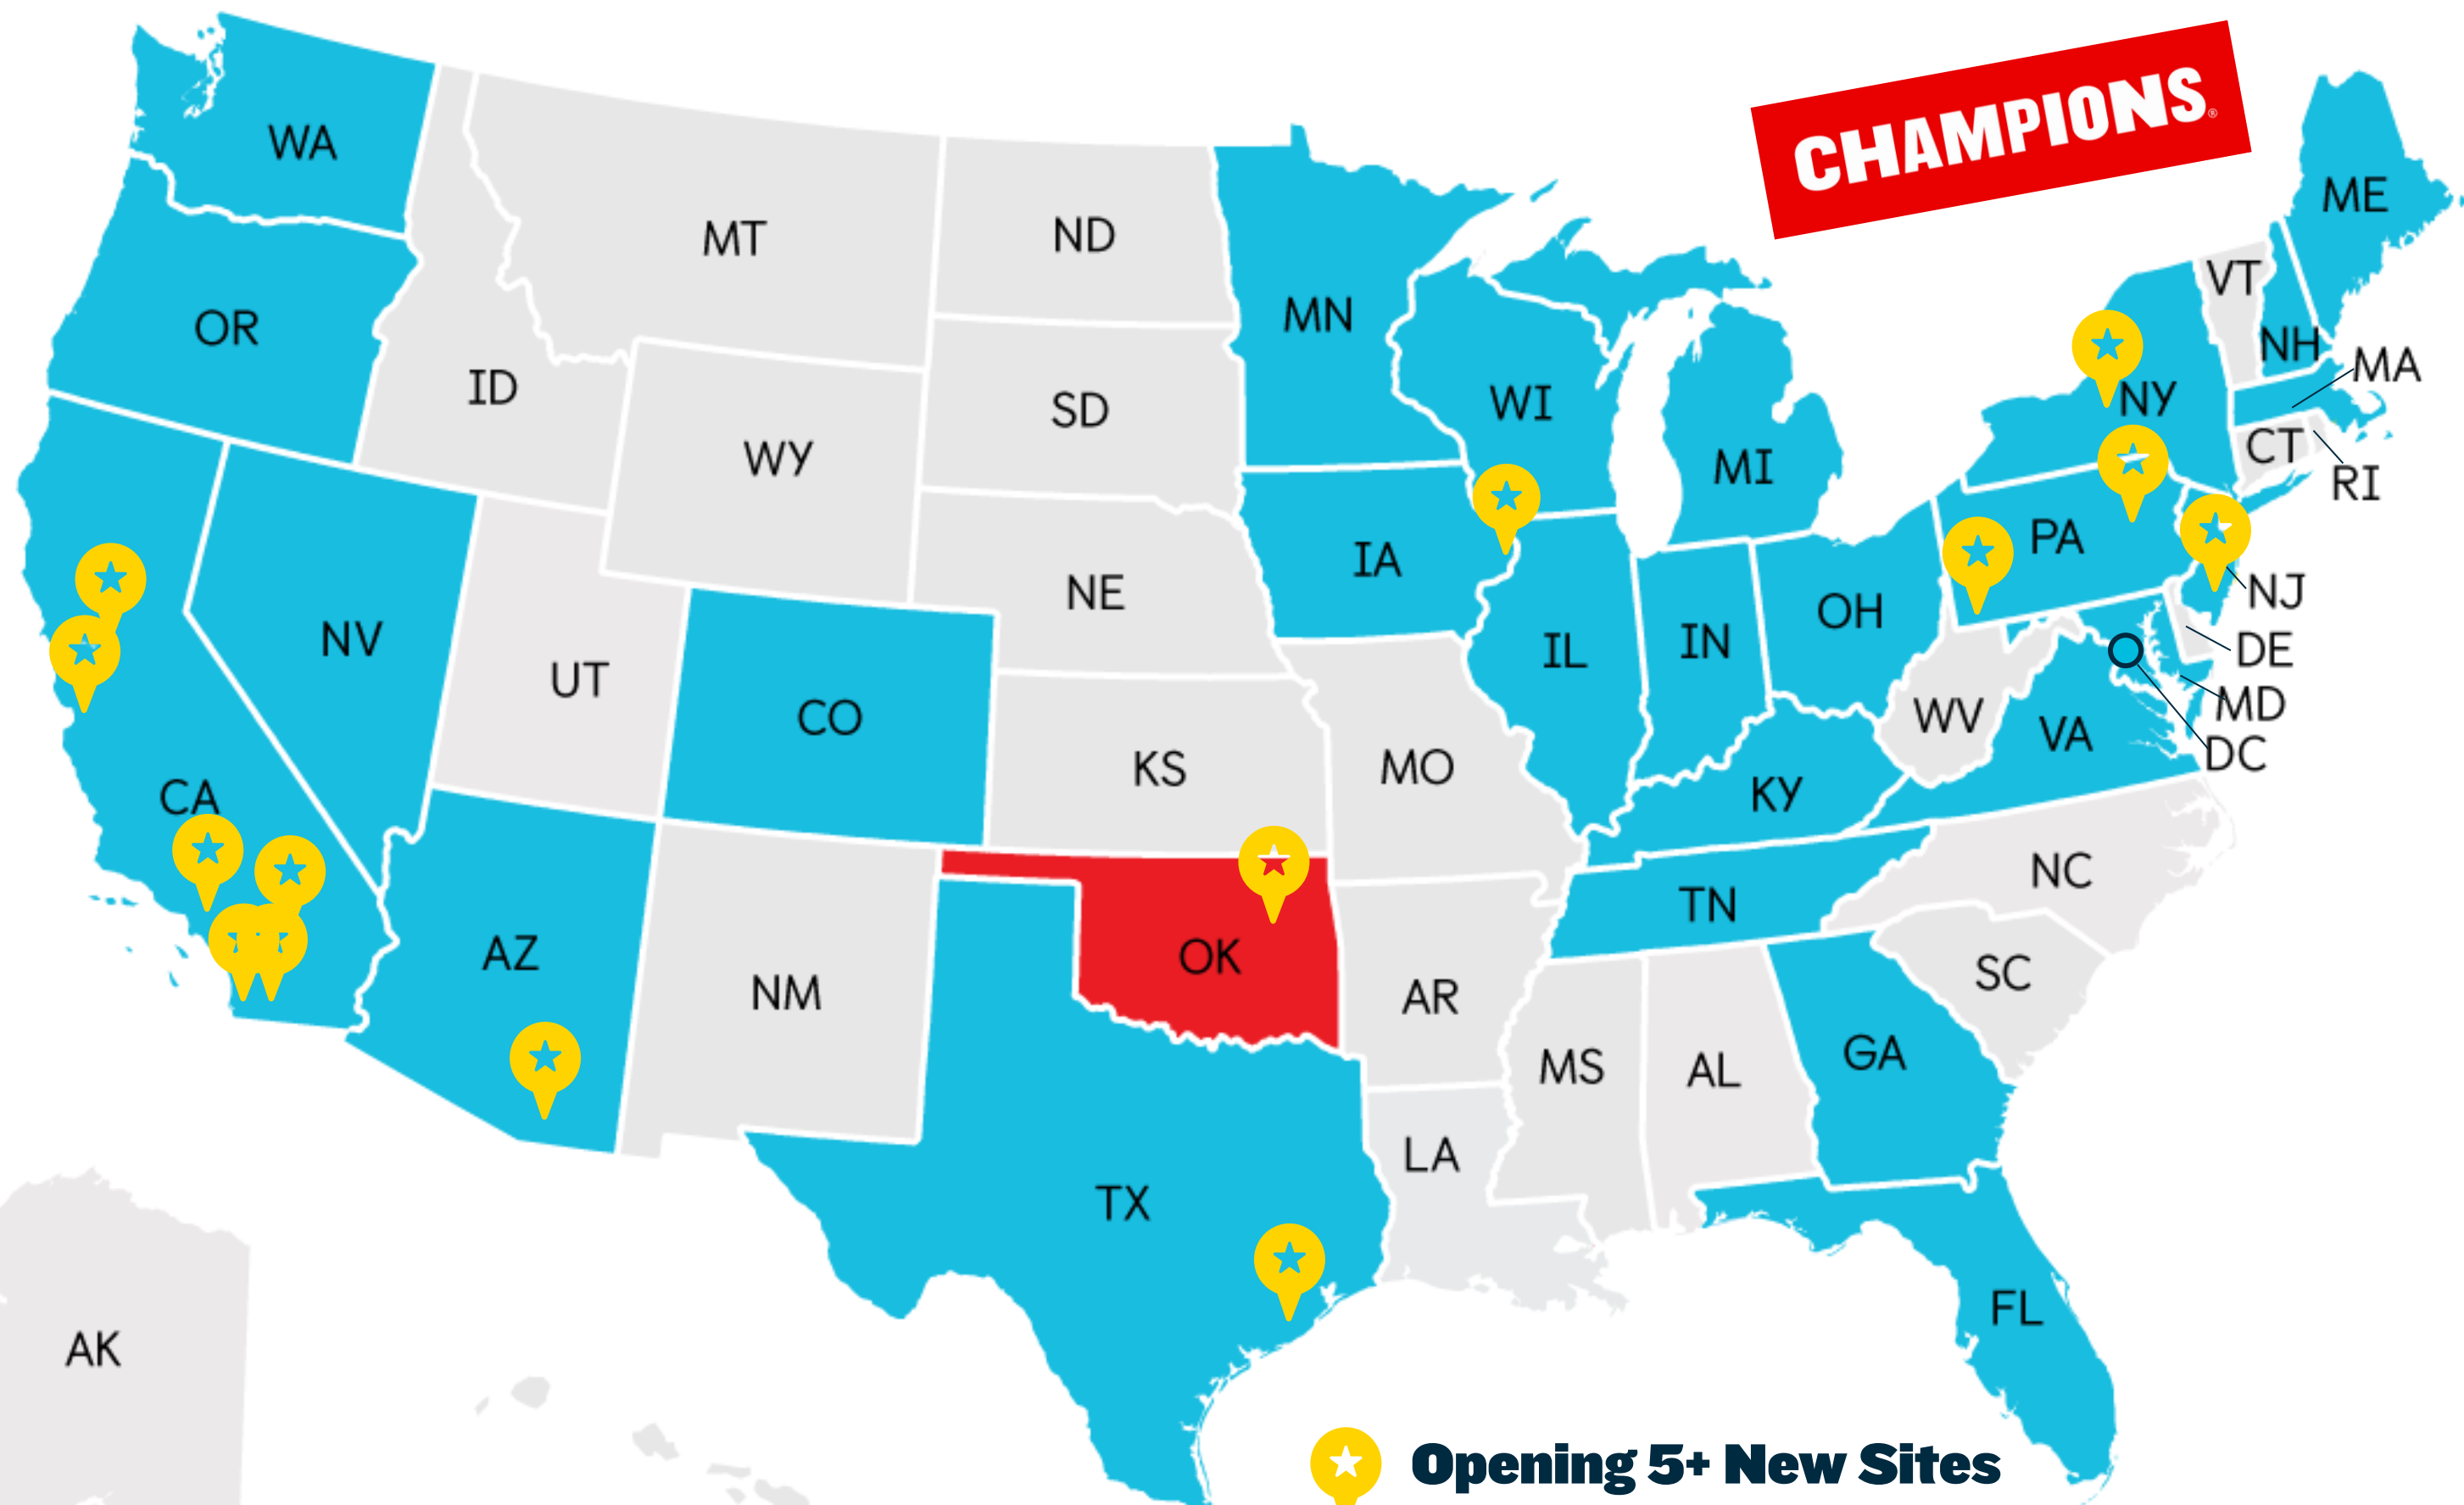 CHAMPIONS®
WA
MT
ND
MN
ME
OR
ID
SD
WI
MI
VT
NH
MA
NY
CT
RI
WY
NE
IA
PA
NJ
NV
UT
CO
KS
MO
IL
IN
OH
WV
VA
DE
MD
DC
CA
KY
NC
TN
AZ
NM
OK
AR
SC
MS
AL
GA
LA
TX
FL
AK
Opening 5+ New Sites